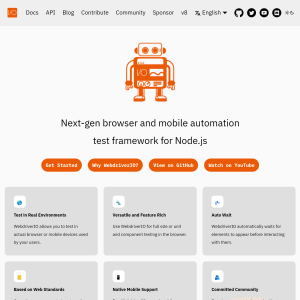 Docs API Blog Contribute Community Sponsor v8 English
Next-gen browser and mobile automation
test framework for Node.js
Get Started Why WebdriverIO? View on GitHub Watch on YouTube
Test in Real Environments
WebdriverIO allows you to test in
actual browser or mobile devices used
by your users.
Versatile and Feature Rich
Use WebdriverIO for full e2e or unit
and component testing in the browser.
Auto Wait
WebdriverIO automatically waits for
elements to appear before interacting
with them.
Based on Web Standards
Native Mobile Support
Committed Community